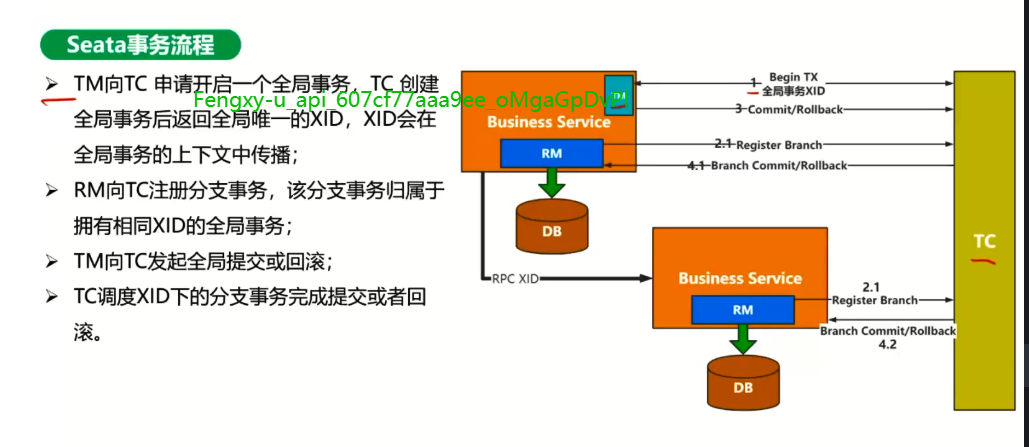 Seata事务流程
➢ TM向TC 申请开启一个全局事务，TC 创建
全局事务后返回全局唯一的XID，XID会在
全局事务的上下文中传播；
➢ RM向TC注册分支事务，该分支事务归属于
拥有相同XID的全局事务；
➢ TM向TC发起全局提交或回滚；
➢ TC调度XID下的分支事务完成提交或者回
滚。
Fengxy-u_api_607cf77aaa9ee_oMgaGpDv
Business Service
RM
DB
1 Begin TX
全局事务XID
3 Commit/Rollback
2.1 Register Branch
4.1 Branch Commit/Rollback
RPC XID
Business Service
RM
DB
2.1
Register Branch
Branch Commit/Rollback
4.2
TC